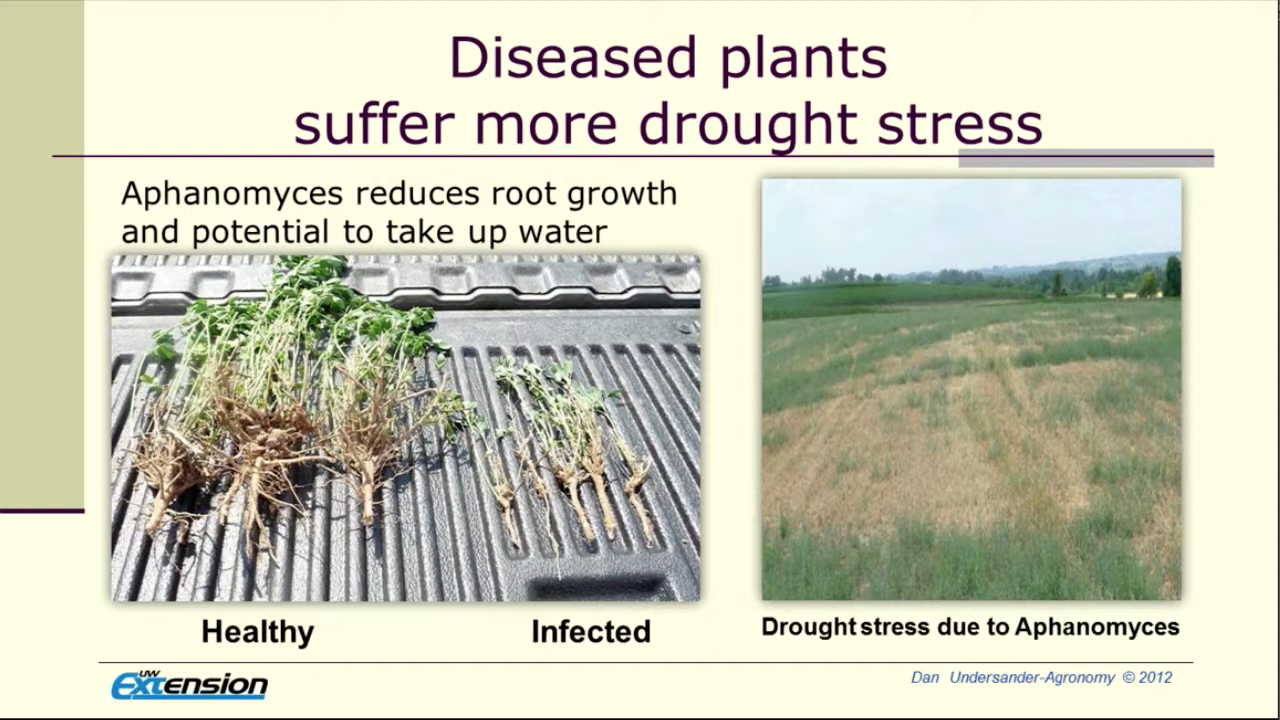 Diseased plants
suffer more drought stress
Aphanomyces reduces root growth
and potential to take up water
Healthy
Infected
Drought stress due to Aphanomyces
UW
Extension
Dan Undersander-Agronomy © 2012